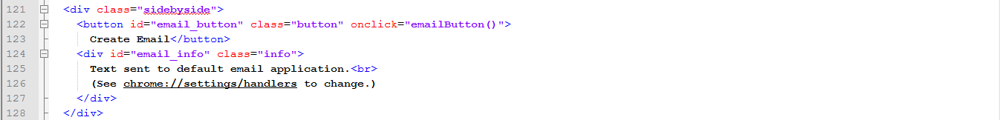 121 <div class="sidebyside">
122 <button id="email_button" class="button" onclick="emailButton()">
123 Create Email</button>
124 <div id="email_info" class="info">
125 Text sent to default email application.<br>
126 (See chrome://settings/handlers to change.)
127 </div>
128 </div>